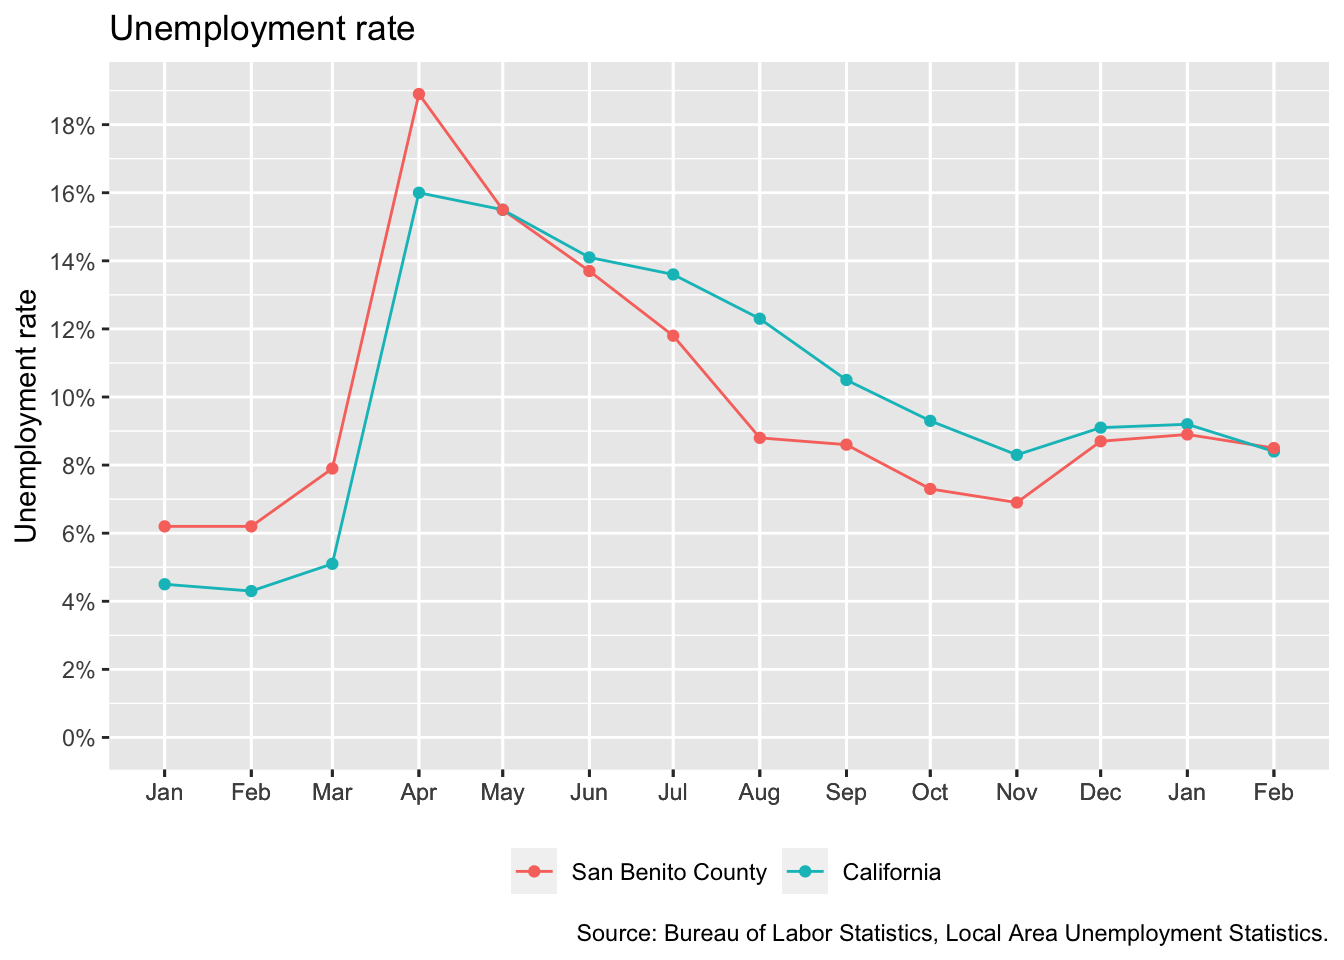 Unemployment rate
Unemployment rate
18%
16%
14%
12%
10%
8%
6%
4%
2%
0%
Jan Feb Mar Apr May Jun Jul Aug Sep Oct Nov Dec Jan Feb
San Benito County California
Source: Bureau of Labor Statistics, Local Area Unemployment Statistics.